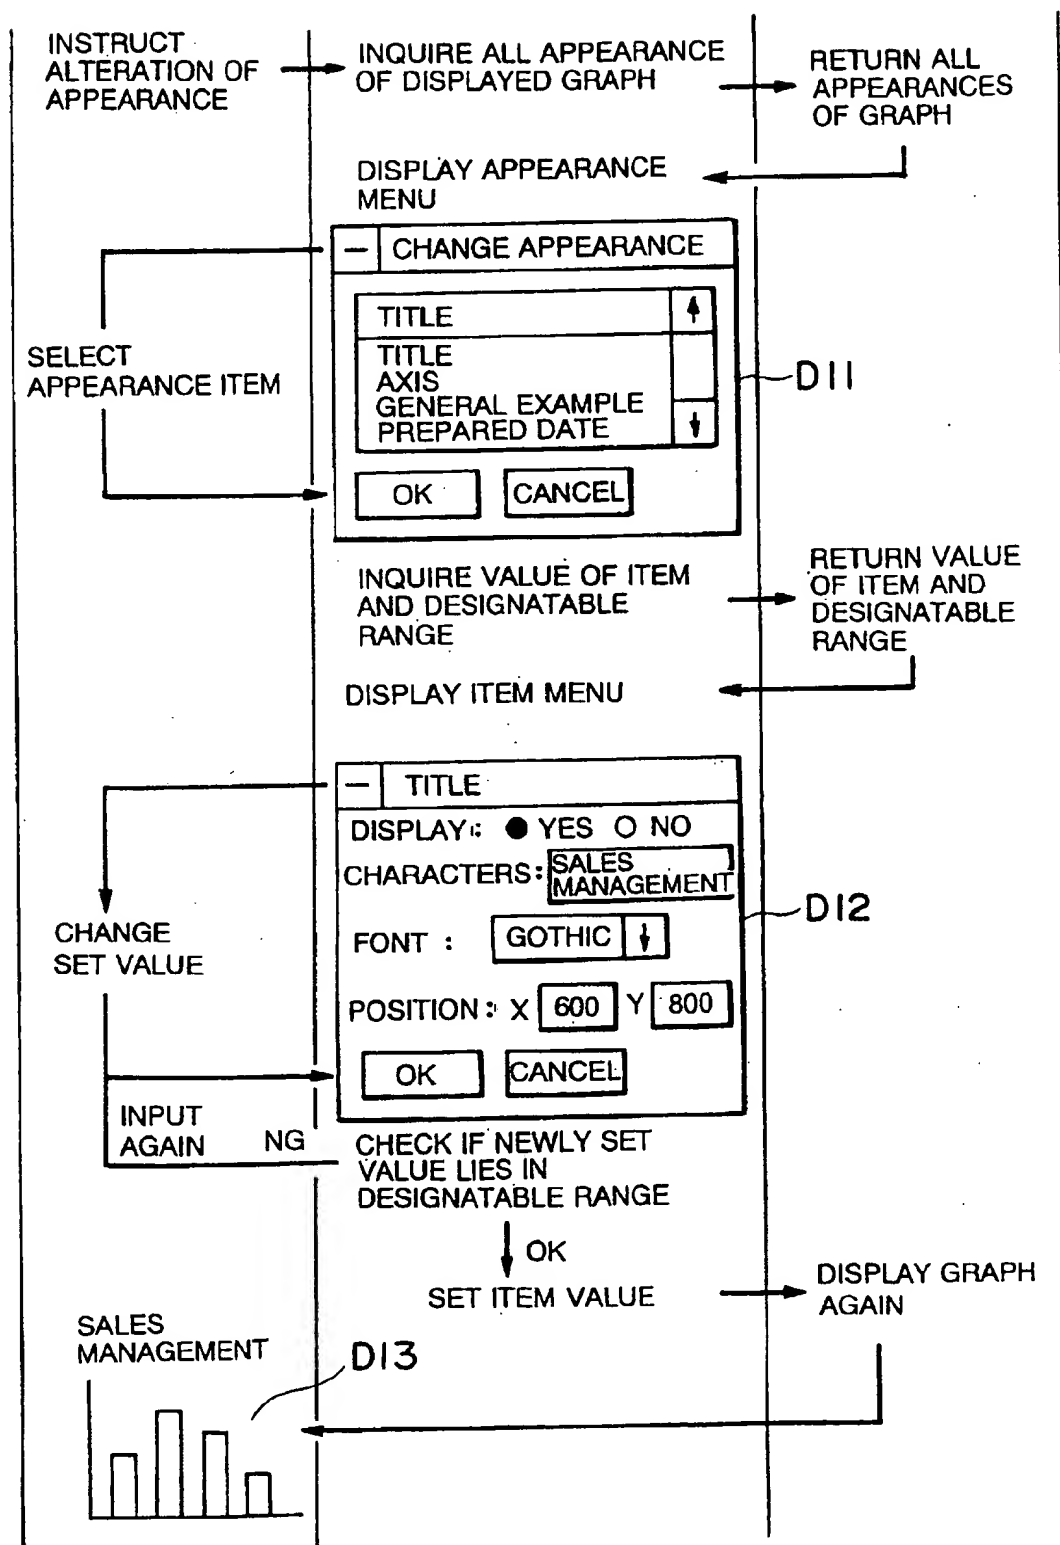 INSTRUCT
ALTERATION OF
APPEARANCE
INQUIRE ALL APPEARANCE
OF DISPLAYED GRAPH
RETURN ALL
APPEARANCES
OF GRAPH
DISPLAY APPEARANCE
MENU
CHANGE APPEARANCE
TITLE
TITLE
AXIS
GENERAL EXAMPLE
PREPARED DATE
OK
CANCEL
D11
SELECT
APPEARANCE ITEM
INQUIRE VALUE OF ITEM
AND DESIGNATABLE
RANGE
RETURN VALUE
OF ITEM AND
DESIGNATABLE
RANGE
DISPLAY ITEM MENU
TITLE
DISPLAY: YES NO
CHARACTERS: SALES
MANAGEMENT
FONT : GOTHIC
POSITION: X 600 Y 800
OK
CANCEL
D12
CHANGE
SET VALUE
INPUT
AGAIN NG
CHECK IF NEWLY SET
VALUE LIES IN
DESIGNATABLE RANGE
OK
SET ITEM VALUE
DISPLAY GRAPH
AGAIN
SALES
MANAGEMENT
D13